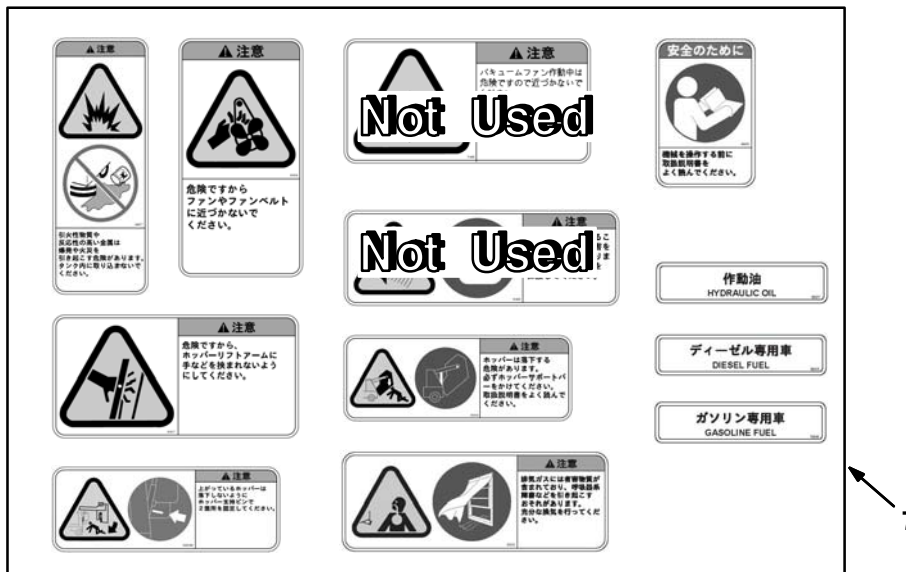 注意
引火性物質や
反応性の高い金属は
爆発や火災を
引き起こす危険があります。
タンク内に取り込まないで
ください。
注意
危険ですから
ファンやファンベルト
に近づかないで
ください。
注意
バキュームファン作動中は
危険ですので近づかないで
Not Used
注意
Not Used
安全のために
機械を操作する前に
取扱説明書を
よく読んでください。
作動油
HYDRAULIC OIL
ディーゼル専用車
DIESEL FUEL
ガソリン専用車
GASOLINE FUEL
注意
危険ですから、
ホッパーリフトアームに
手などを挟まれないよう
にしてください。
注意
ホッパーは落下する
危険があります。
必ずホッパーサポートバ
ーをかけてください。
取扱説明書をよく読んで
ください。
注意
上がっているホッパーは
落下しないように
ホッパー支持ピンで
2箇所を固定してください。
注意
排気ガスには有害物質が
含まれており、呼吸器系
障害などを引き起こす
おそれがあります。
充分な換気を行ってくだ
さい。